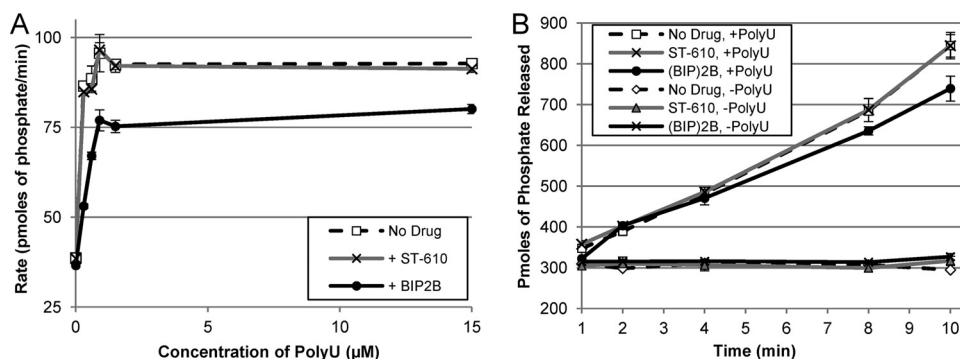 A
Rate (pmoles of phosphate/min)
100
75
50
25
No Drug
+ ST-610
+ BIP2B
0
5
10
15
Concentration of PolyU (µM)
B
Pmoles of Phosphate Released
900
800
700
600
500
400
300
200
No Drug, +PolyU
ST-610, +PolyU
(BIP)2B, +PolyU
No Drug, -PolyU
ST-610, -PolyU
(BIP)2B, -PolyU
1
2
3
4
5
6
7
8
9
10
Time (min)